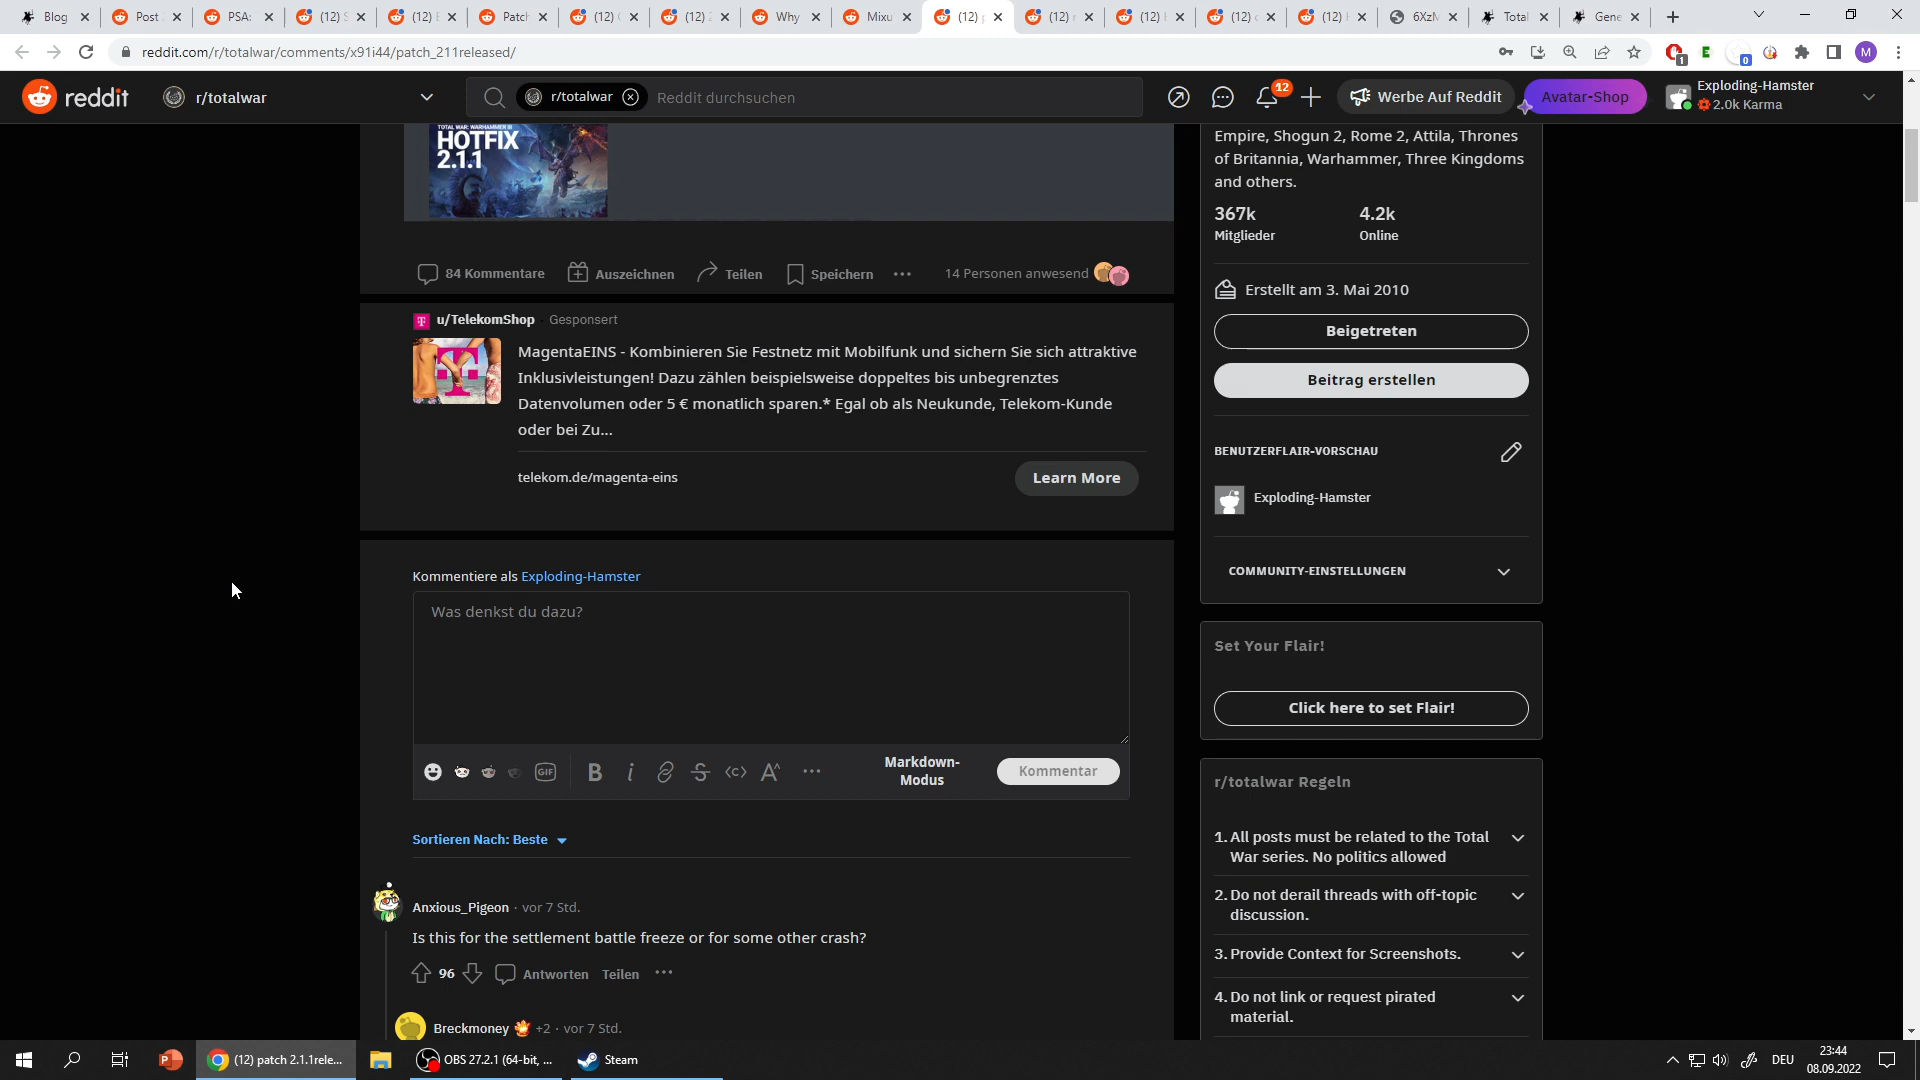 Blog
Post
PSA:
(12) S
(12) E
Patch
(12)
(12) 2
Why
Mixu
(12) p
(12) r
(12)
(12) c
(12)
6XzN
Total
Gene
reddit.com/r/totalwar/comments/x91i44/patch_211released/
1
E
0
M
reddit
r/totalwar
r/totalwar
Reddit durchsuchen
12
Werbe Auf Reddit
Avatar-Shop
Exploding-Hamster
2.0k Karma
TOTAL WAR: WARHAMMER III
HOTFIX
2.1.1
84 Kommentare
Auszeichnen
Teilen
Speichern
14 Personen anwesend
u/TelekomShop · Gesponsert
MagentaEINS - Kombinieren Sie Festnetz mit Mobilfunk und sichern Sie sich attraktive
Inklusivleistungen! Dazu zählen beispielsweise doppeltes bis unbegrenztes
Datenvolumen oder 5 € monatlich sparen.* Egal ob als Neukunde, Telekom-Kunde
oder bei Zu...
telekom.de/magenta-eins
Learn More
Kommentiere als Exploding-Hamster
Was denkst du dazu?
GIF
B
i
S
A
Markdown-
Modus
Kommentar
Sortieren Nach: Beste
Anxious_Pigeon · vor 7 Std.
Is this for the settlement battle freeze or for some other crash?
96
Antworten
Teilen
Breckmoney +2 · vor 7 Std.
Empire, Shogun 2, Rome 2, Attila, Thrones
of Britannia, Warhammer, Three Kingdoms
and others.
367k
4.2k
Mitglieder
Online
Erstellt am 3. Mai 2010
Beigetreten
Beitrag erstellen
BENUTZERFLAIR-VORSCHAU
Exploding-Hamster
COMMUNITY-EINSTELLUNGEN
Set Your Flair!
Click here to set Flair!
r/totalwar Regeln
1. All posts must be related to the Total
War series. No politics allowed
2. Do not derail threads with off-topic
discussion.
3. Provide Context for Screenshots.
4. Do not link or request pirated
material.
(12) patch 2.1.1rele...
OBS 27.2.1 (64-bit, ...
Steam
DEU
23:44
08.09.2022